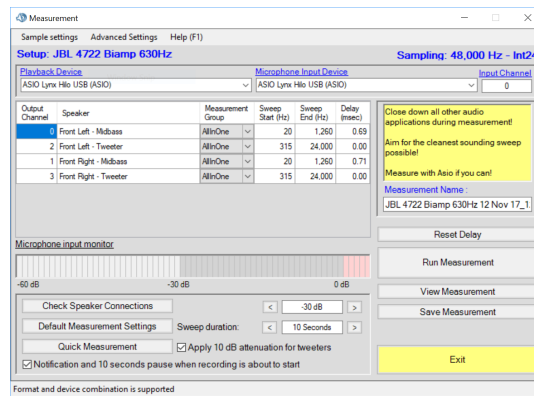 Measurement
Sample settings Advanced Settings Help (F1)
Setup: JBL 4722 Biamp 630Hz
Sampling: 48,000 Hz - Int24
Playback Device
Microphone Input Device
Input Channel
ASIO Lynx Hilo USB (ASIO)
ASIO Lynx Hilo USB (ASIO)
0
Output Channel Speaker Measurement Group Sweep Start (Hz) Sweep End (Hz) Delay (msec)
0 Front Left - Midbass AllInOne 20 1,260 0.69
2 Front Left - Tweeter AllInOne 315 24,000 0.00
1 Front Right - Midbass AllInOne 20 1,260 0.71
3 Front Right - Tweeter AllInOne 315 24,000 0.00
Close down all other audio
applications during measurement!
Aim for the cleanest sounding sweep
possible!
Measure with Asio if you can!
Measurement Name :
JBL 4722 Biamp 630Hz 12 Nov 17_1.
Reset Delay
Microphone input monitor
-60 dB -30 dB 0 dB
Run Measurement
View Measurement
Save Measurement
Check Speaker Connections < -30 dB >
Default Measurement Settings Sweep duration: < 10 Seconds >
Quick Measurement Apply 10 dB attenuation for tweeters
Notification and 10 seconds pause when recording is about to start
Exit
Format and device combination is supported